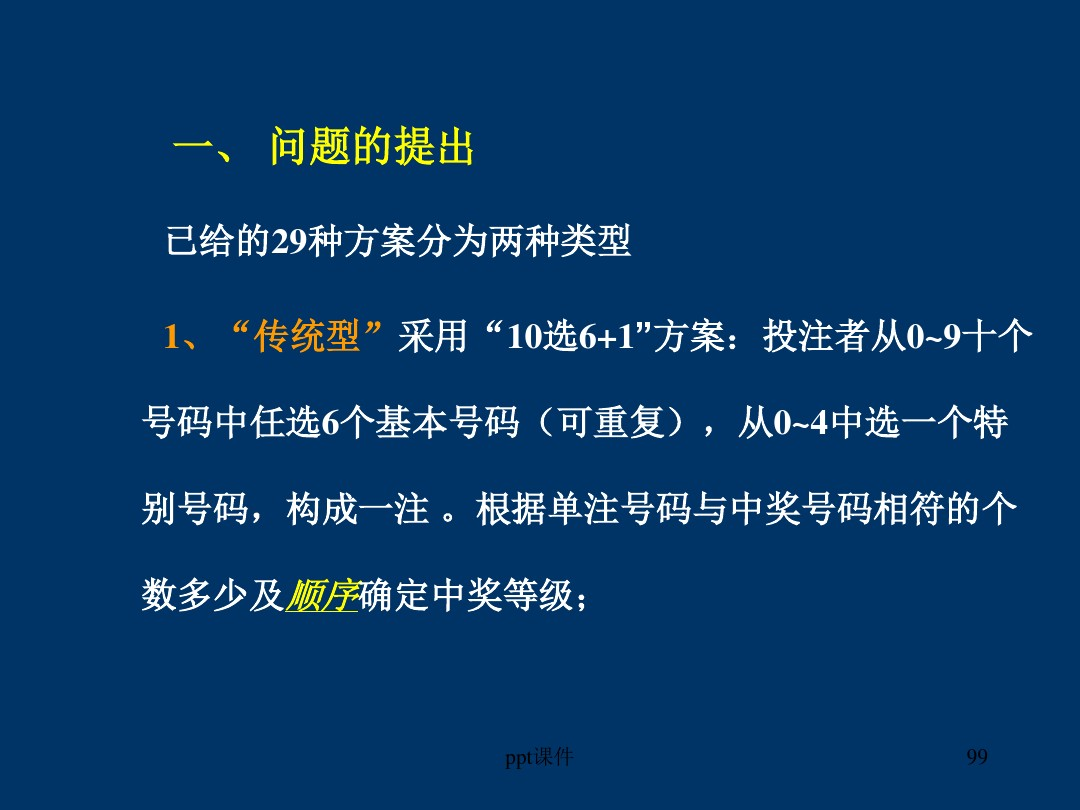 一、 问题的提出
已给的29种方案分为两种类型
1、“传统型”采用“10选6+1”方案：投注者从0~9十个
号码中任选6个基本号码（可重复），从0~4中选一个特
别号码，构成一注 。根据单注号码与中奖号码相符的个
数多少及顺序确定中奖等级；
ppt课件
99